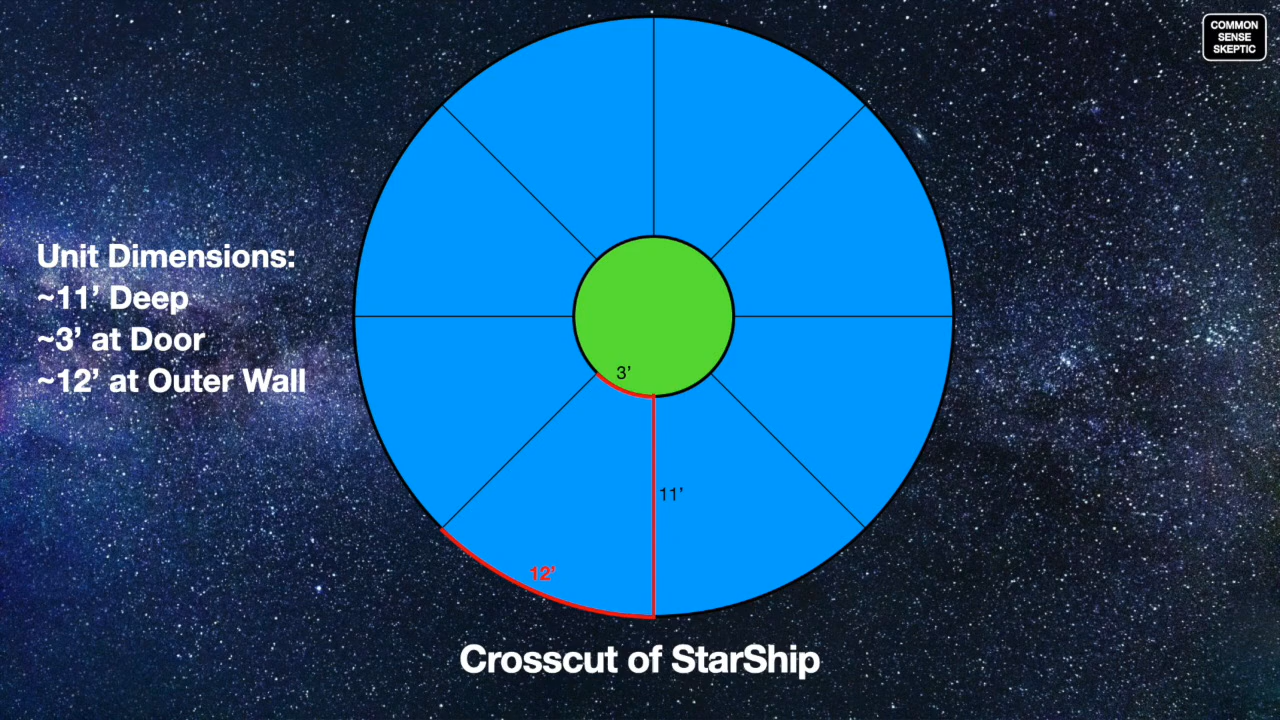 COMMON
SENSE
SKEPTIC
Unit Dimensions:
~11’ Deep
~3’ at Door
~12’ at Outer Wall
3’
11’
12’
Crosscut of StarShip